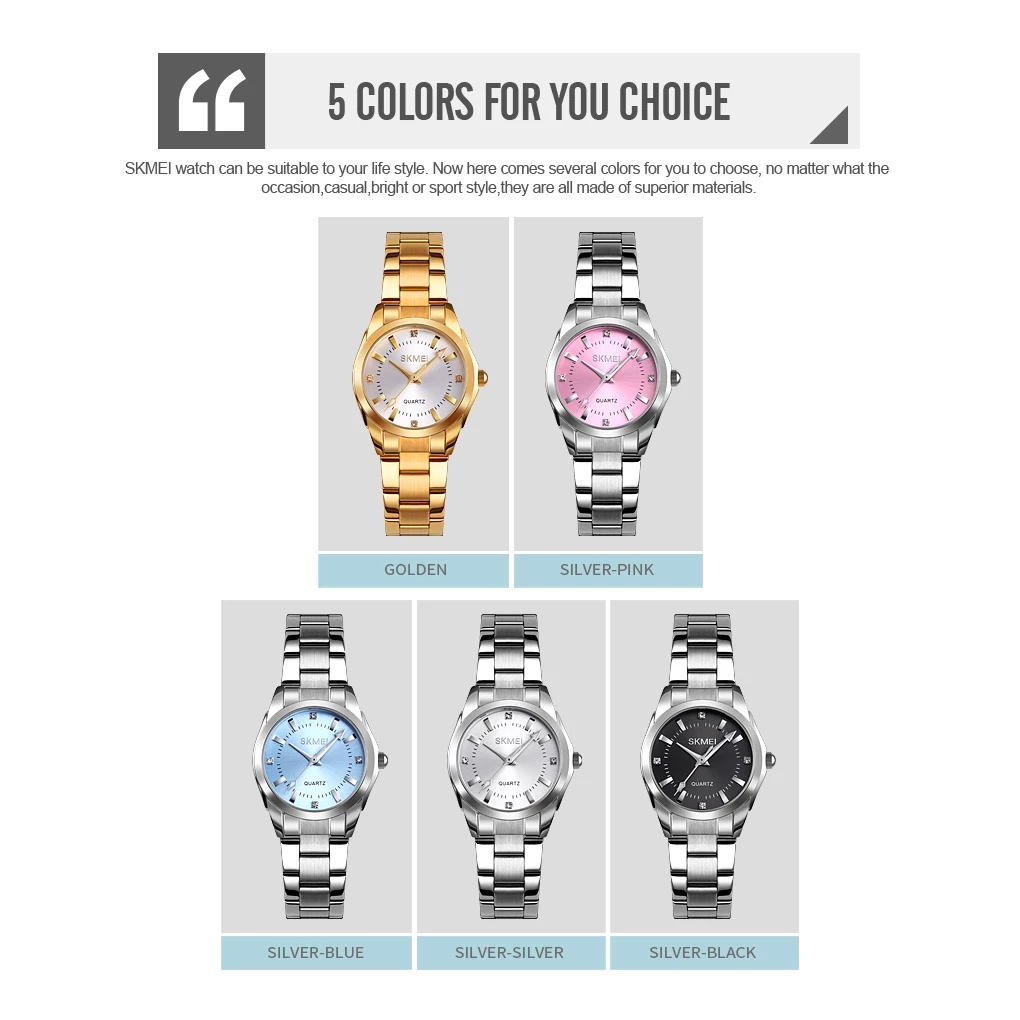 5 COLORS FOR YOU CHOICE
SKMEI watch can be suitable to your life style. Now here comes several colors for you to choose, no matter what the
occasion,casual,bright or sport style,they are all made of superior materials.
SKMEI
QUARTZ
SKMEI
QUARTZ
GOLDEN
SILVER-PINK
SKMEI
QUARTZ
SKMEI
QUARTZ
SKMEI
QUARTZ
SILVER-BLUE
SILVER-SILVER
SILVER-BLACK